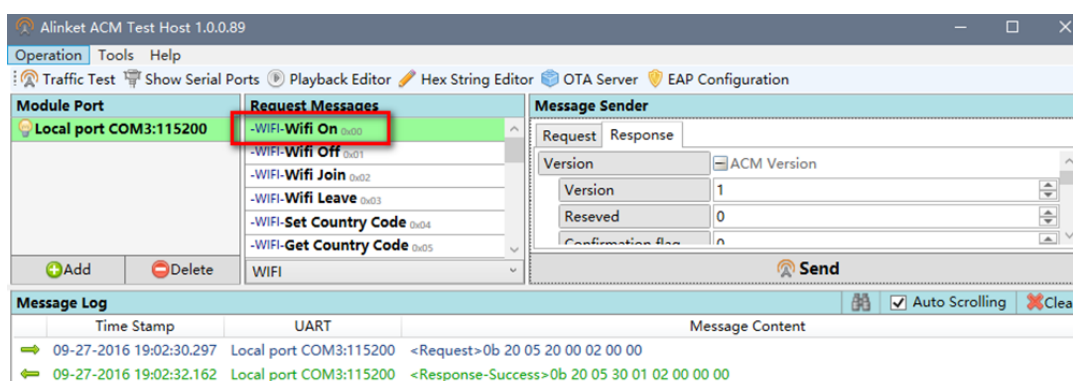 Alinket ACM Test Host 1.0.0.89
Operation Tools Help
Traffic Test Show Serial Ports Playback Editor Hex String Editor OTA Server EAP Configuration
Module Port
Local port COM3:115200
Add Delete
Request Messages
-WIFI-Wifi On 0x00
-WIFI-Wifi Off 0x01
-WIFI-Wifi Join 0x02
-WIFI-Wifi Leave 0x03
-WIFI-Set Country Code 0x04
-WIFI-Get Country Code 0x05
WIFI
Message Sender
Request Response
Version ACM Version
Version 1
Reseved 0
Confirmation flag 0
Send
Message Log Auto Scrolling Clea
Time Stamp UART Message Content
09-27-2016 19:02:30.297 Local port COM3:115200 <Request>0b 20 05 20 00 02 00 00
09-27-2016 19:02:32.162 Local port COM3:115200 <Response-Success>0b 20 05 30 01 02 00 00 00